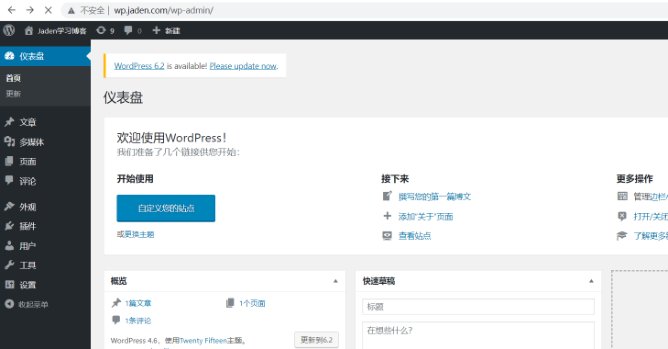 不安全 | wp.jaden.com/wp-admin/
Jaden学习博客 9 0 新建
仪表盘
首页
更新
文章
多媒体
页面
评论
外观
插件
用户
工具
设置
收起菜单
WordPress 6.2 is available! Please update now.
仪表盘
欢迎使用WordPress!
我们准备了几个链接供您开始：
开始使用
自定义您的站点
或更换主题
接下来
撰写您的第一篇博文
添加“关于”页面
查看站点
更多操作
管理边栏/
打开/关闭
了解更多
概览
1篇文章
1个页面
1条评论
WordPress 4.6，使用Twenty Fifteen主题。
更新到6.2
快速草稿
标题
在想些什么？